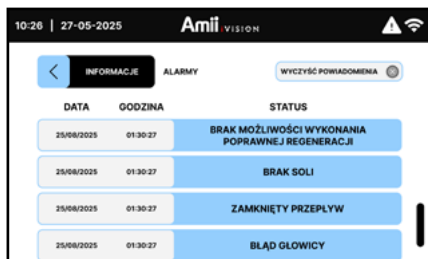 10:26 | 27-05-2025 Amii.VISION
INFORMACJE ALARMY WYCZYŚĆ POWIADOMIENIA
DATA GODZINA STATUS
25/08/2025 01:30:27 BRAK MOŻLIWOŚCI WYKONANIA
POPRAWNEJ REGENERACJI
25/08/2025 01:30:27 BRAK SOLI
25/08/2025 01:30:27 ZAMKNIĘTY PRZEPŁYW
25/08/2025 01:30:27 BŁĄD GŁOWICY